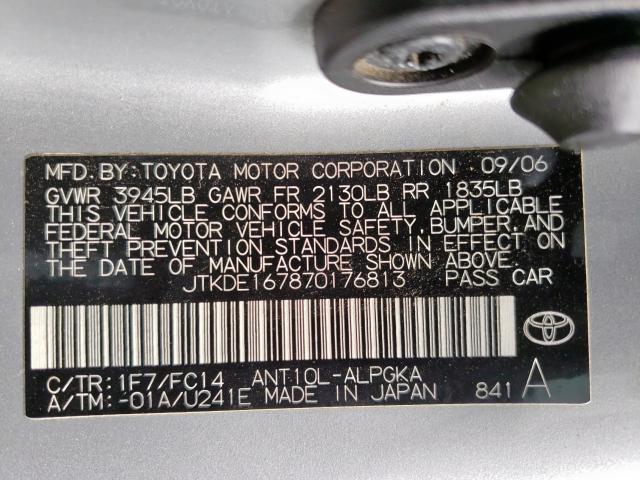 MFD.BY:TOYOTA MOTOR CORPORATION 09/06
GVWR 3945LB GAWR FR 2130LB RR 1835LB
THIS VEHICLE CONFORMS TO ALL APPLICABLE
FEDERAL MOTOR VEHICLE SAFETY,BUMPER,AND
THEFT PREVENTION STANDARDS IN EFFECT ON
THE DATE OF MANUFACTURE SHOWN ABOVE.
JTKDE167870176813 PASS CAR
C/TR:1F7/FC14 ANT10L-ALPGKA
A/TM:-01A/U241E MADE IN JAPAN 841 A